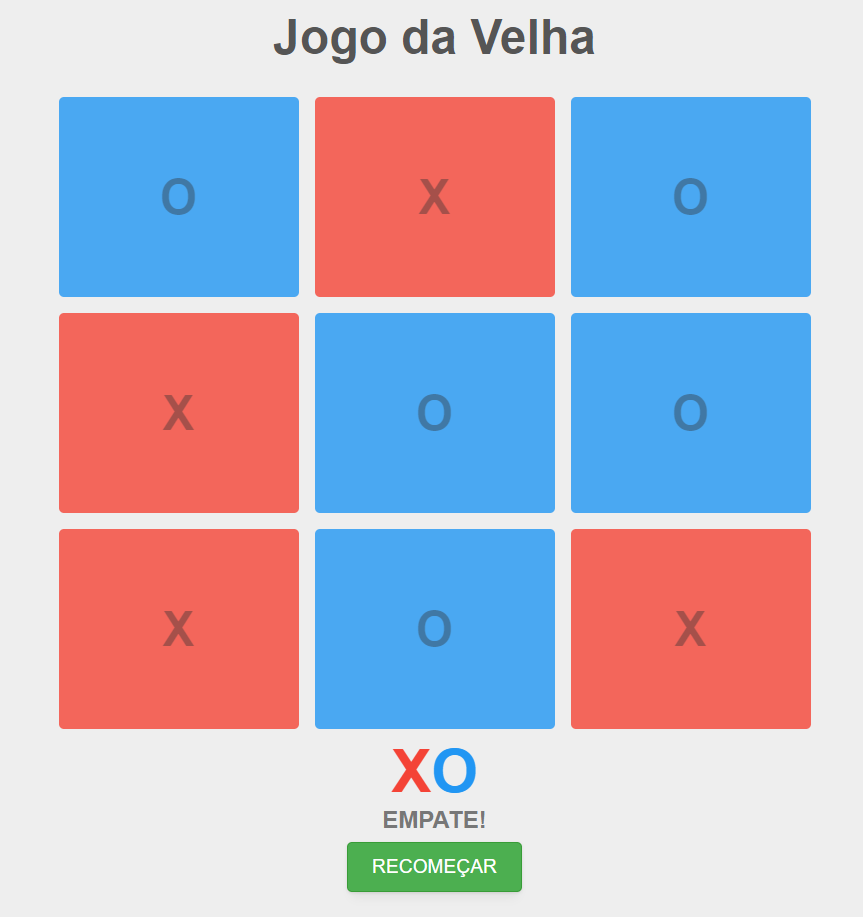 Jogo da Velha
O X O
X O O
X O X
XO
EMPATE!
RECOMEÇAR